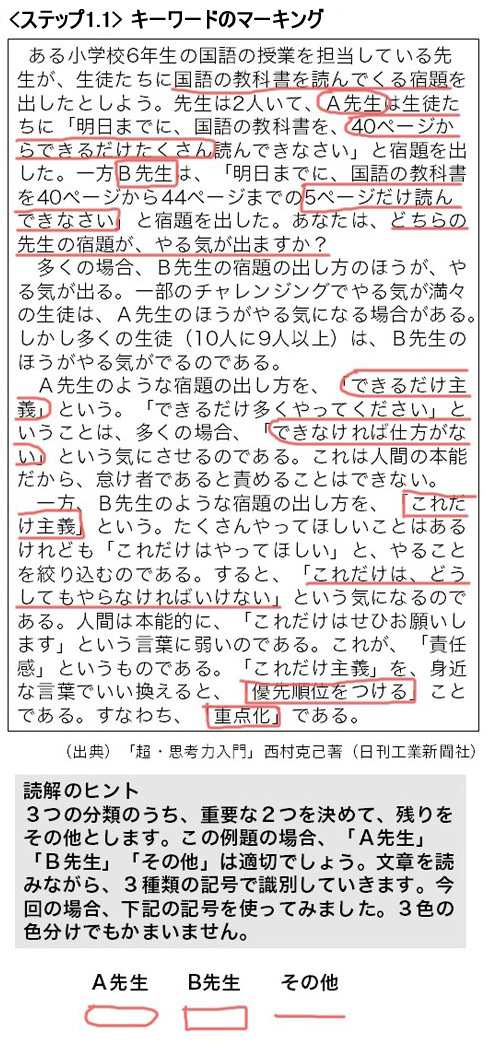 <ステップ1.1> キーワードのマーキング
ある小学校6年生の国語の授業を担当している先
生が、生徒たちに国語の教科書を読んでくる宿題を
出したとしよう。先生は2人いて、A先生は生徒た
ちに「明日までに、国語の教科書を、40ページか
らできるだけたくさん読んできなさい」と宿題を出
した。一方B先生は、「明日までに、国語の教科書
を40ページから44ページまでの5ページだけ読ん
できなさい」と宿題を出した。あなたは、どちらの
先生の宿題が、やる気が出ますか？
多くの場合、B先生の宿題の出し方のほうが、や
る気が出る。一部のチャレンジングでやる気が満々
の生徒は、A先生のほうがやる気になる場合がある。
しかし多くの生徒（10人に9人以上）は、B先生の
ほうがやる気がでるのである。
A先生のような宿題の出し方を、「できるだけ主
義」という。「できるだけ多くやってください」と
いうことは、多くの場合、「できなければ仕方がな
い」という気にさせるのである。これは人間の本能
だから、怠け者であると責めることはできない。
一方、B先生のような宿題の出し方を、「これだ
け主義」という。たくさんやってほしいことはある
けれども「これだけはやってほしい」と、やること
を絞り込むのである。すると、「これだけは、どう
してもやらなければいけない」という気になるので
ある。人間は本能的に、「これだけはぜひお願いし
ます」という言葉に弱いのである。これが、「責任
感」というものである。「これだけ主義」を、身近
な言葉でいい換えると、「優先順位をつける」こと
である。すなわち、「重点化」である。
（出典）「超・思考力入門」西村克己著（日刊工業新聞社）
読解のヒント
３つの分類のうち、重要な２つを決めて、残りを
その他とします。この例題の場合、「A先生」
「B先生」「その他」は適切でしょう。文章を読
みながら、３種類の記号で識別していきます。今
回の場合、下記の記号を使ってみました。３色の
色分けでもかまいません。
A先生 B先生 その他